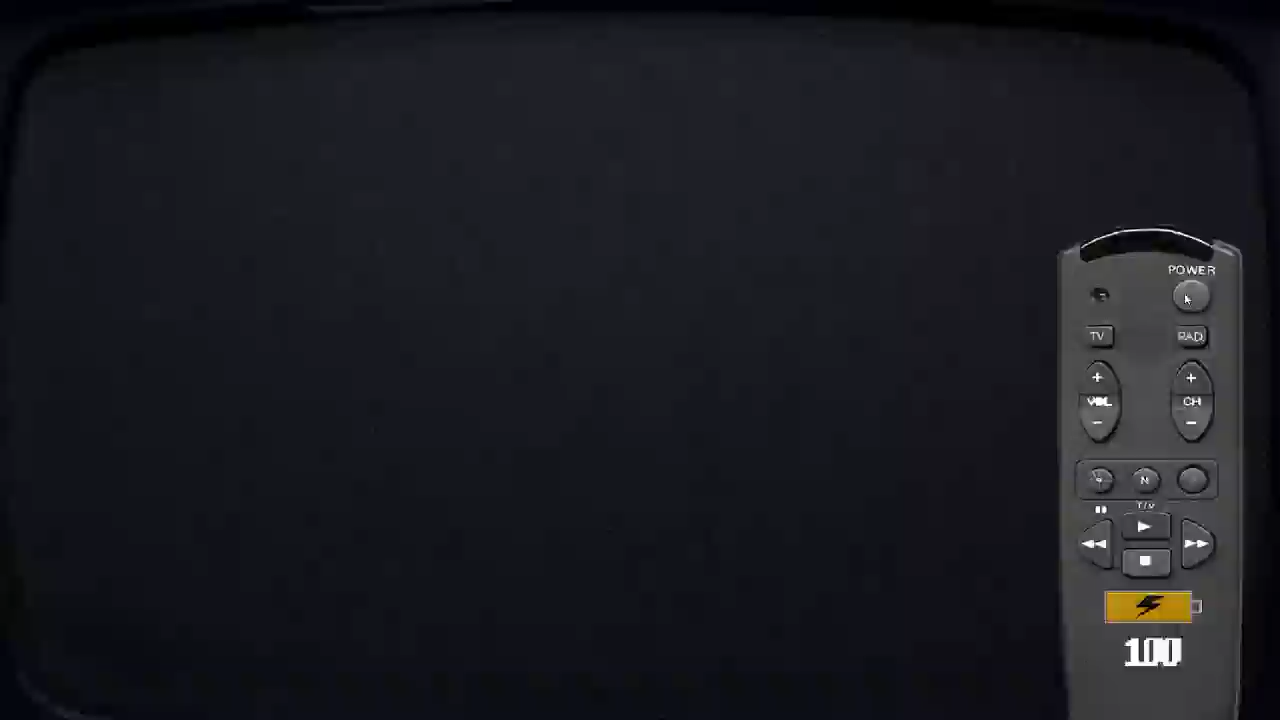 POWER
TV RAD
+ +
VOL CH
- -
N
T/V
100